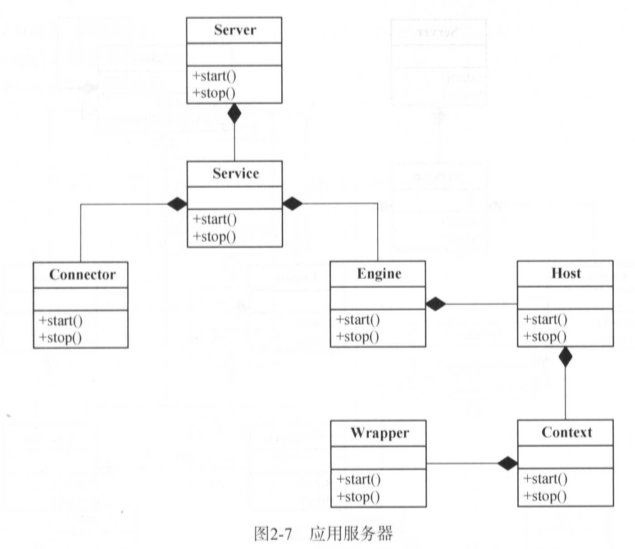 Server
+start()
+stop()
Service
+start()
+stop()
Connector
+start()
+stop()
Engine
+start()
+stop()
Host
+start()
+stop()
Wrapper
+start()
+stop()
Context
+start()
+stop()
图2-7 应用服务器